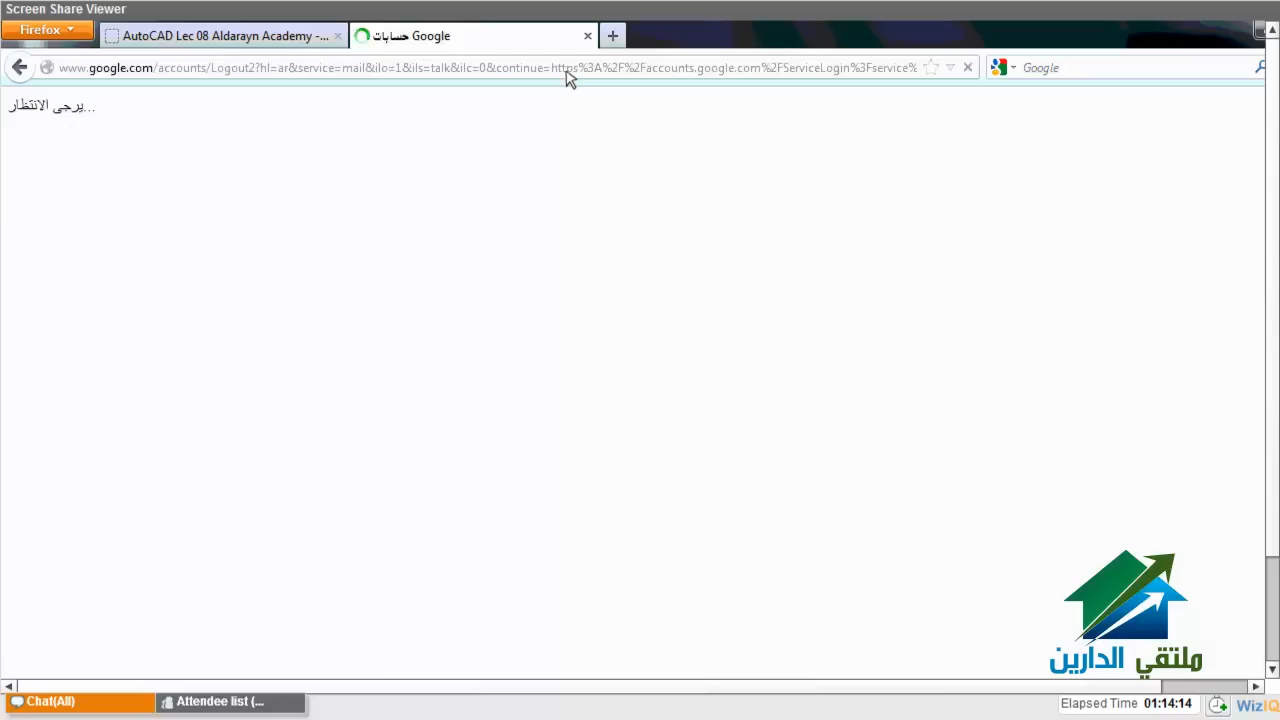 Screen Share Viewer
Firefox
AutoCAD Lec 08 Aldarayn Academy -...
حسابات Google
www.google.com/accounts/Logout2?hl=ar&service=mail&ilo=1&ils=talk&ilc=0&continue=https%3A%2F%2Faccounts.google.com%2FServiceLogin%3Fservice%
Google
يرجى الانتظار...
ملتقي الدارين
Chat(All)
Attendee list (...
Elapsed Time 01:14:14
WizIQ